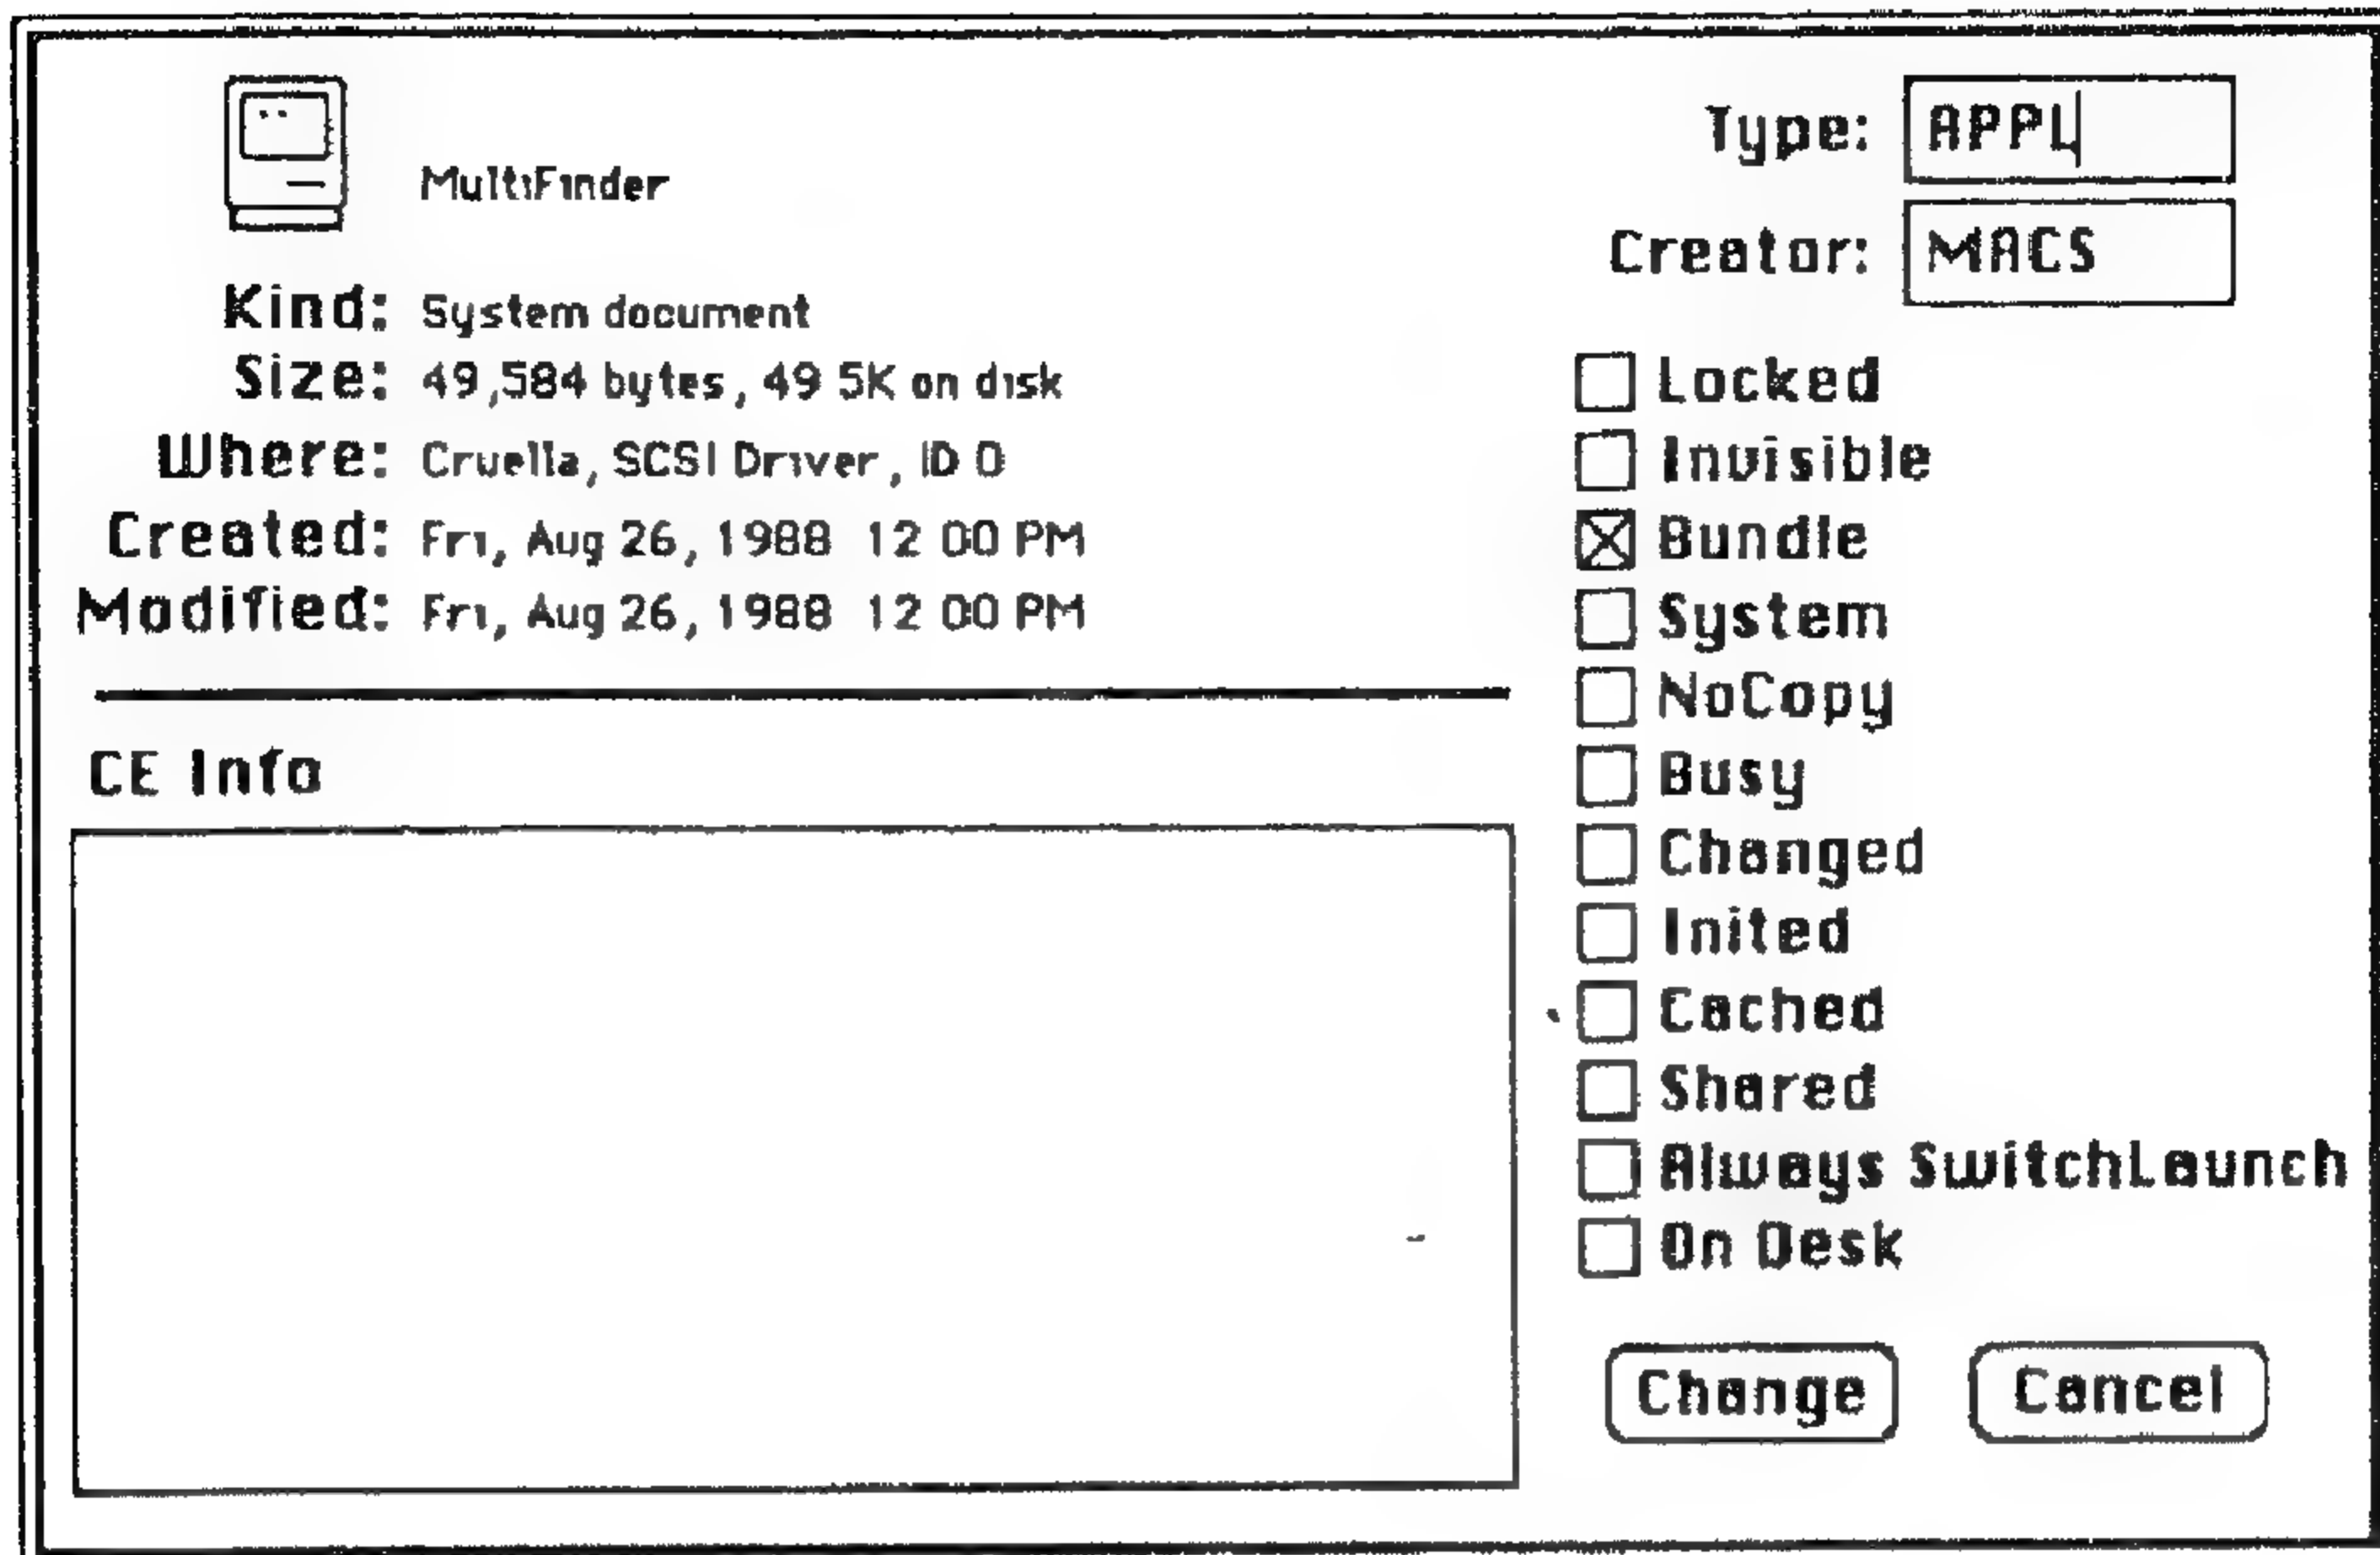 MultiFinder
Kind: System document
Size: 49,584 bytes, 49 5K on disk
Where: Cruella, SCSI Driver, ID 0
Created: Fri, Aug 26, 1988 12 00 PM
Modified: Fri, Aug 26, 1988 12 00 PM
CE Info
Type: APPL
Creator: MACS
Locked
Invisible
Bundle
System
NoCopy
Busy
Changed
Inited
Cached
Shared
Always SwitchLaunch
On Desk
Change
Cancel